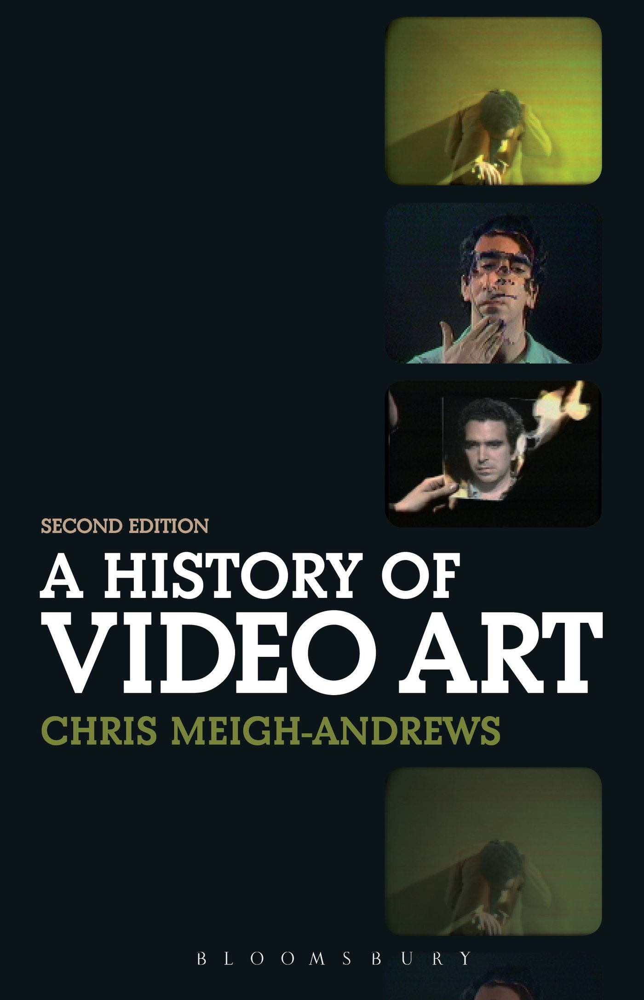 SECOND EDITION
A HISTORY OF
VIDEO ART
CHRIS MEIGH-ANDREWS
BLOOMSBURY